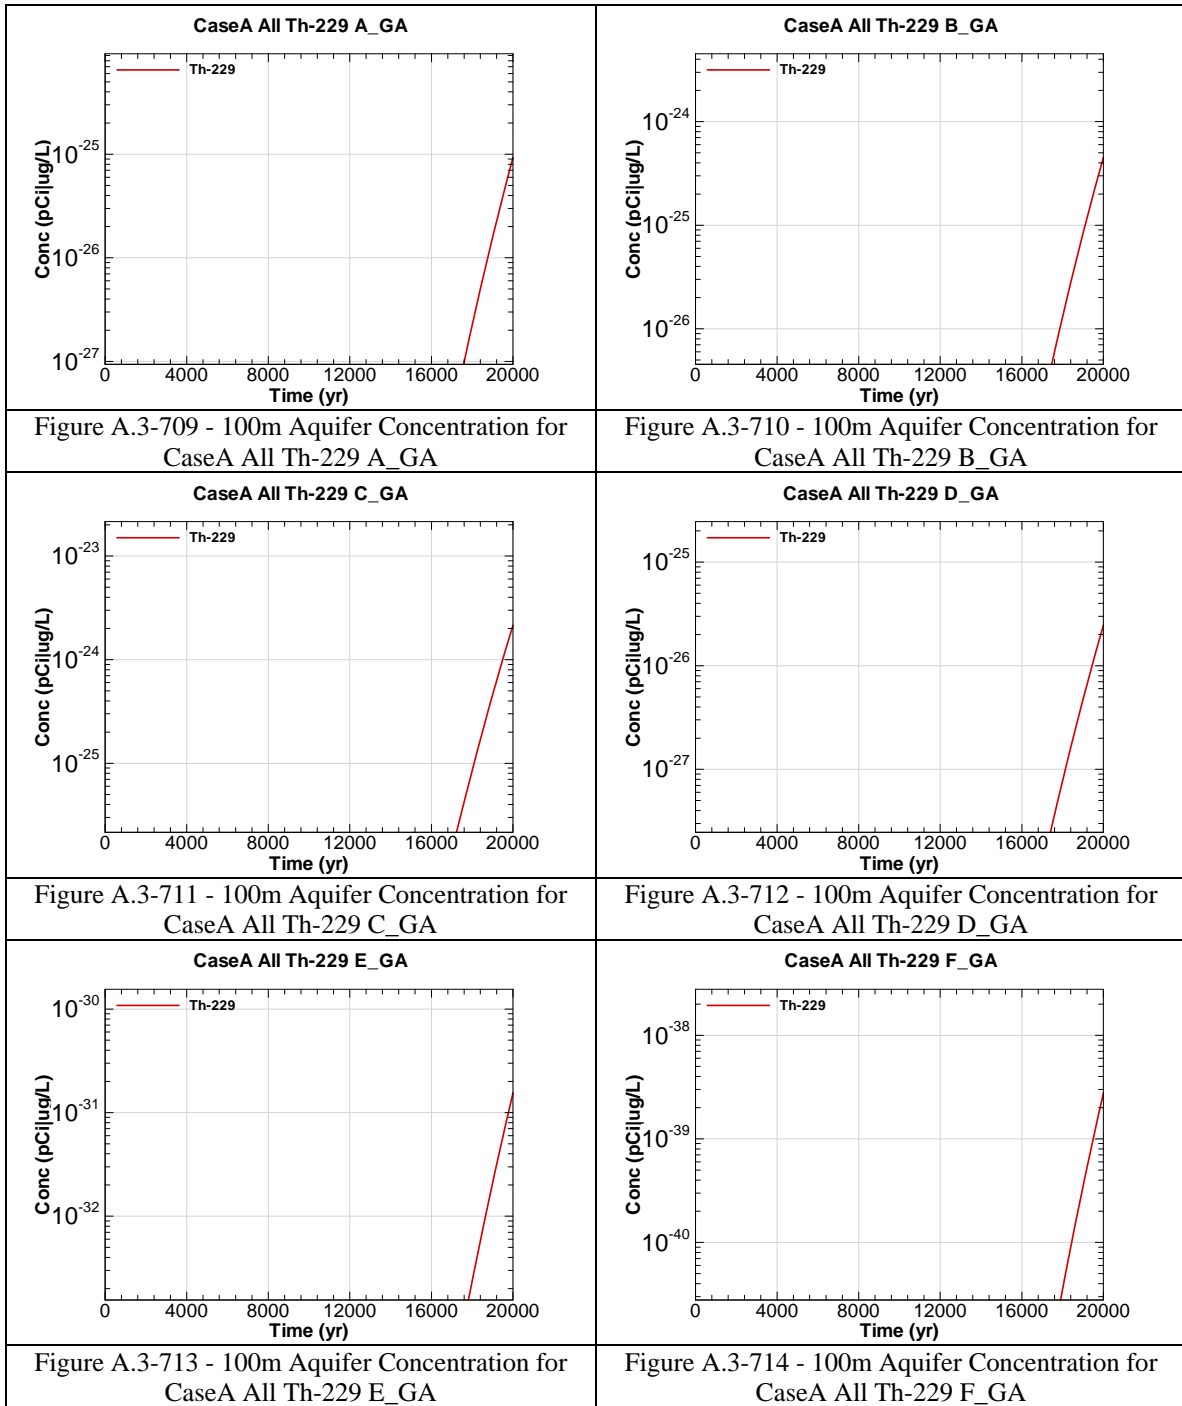 CaseA All Th-229 A_GA
Th-229
10-25
10-26
10-27
Conc (pCi|ug/L)
0 4000 8000 12000 16000 20000
Time (yr)
Figure A.3-709 - 100m Aquifer Concentration for
CaseA All Th-229 A_GA
CaseA All Th-229 B_GA
Th-229
10-24
10-25
10-26
Conc (pCi|ug/L)
0 4000 8000 12000 16000 20000
Time (yr)
Figure A.3-710 - 100m Aquifer Concentration for
CaseA All Th-229 B_GA
CaseA All Th-229 C_GA
Th-229
10-23
10-24
10-25
Conc (pCi|ug/L)
0 4000 8000 12000 16000 20000
Time (yr)
Figure A.3-711 - 100m Aquifer Concentration for
CaseA All Th-229 C_GA
CaseA All Th-229 D_GA
Th-229
10-25
10-26
10-27
Conc (pCi|ug/L)
0 4000 8000 12000 16000 20000
Time (yr)
Figure A.3-712 - 100m Aquifer Concentration for
CaseA All Th-229 D_GA
CaseA All Th-229 E_GA
Th-229
10-30
10-31
10-32
Conc (pCi|ug/L)
0 4000 8000 12000 16000 20000
Time (yr)
Figure A.3-713 - 100m Aquifer Concentration for
CaseA All Th-229 E_GA
CaseA All Th-229 F_GA
Th-229
10-38
10-39
10-40
Conc (pCi|ug/L)
0 4000 8000 12000 16000 20000
Time (yr)
Figure A.3-714 - 100m Aquifer Concentration for
CaseA All Th-229 F_GA